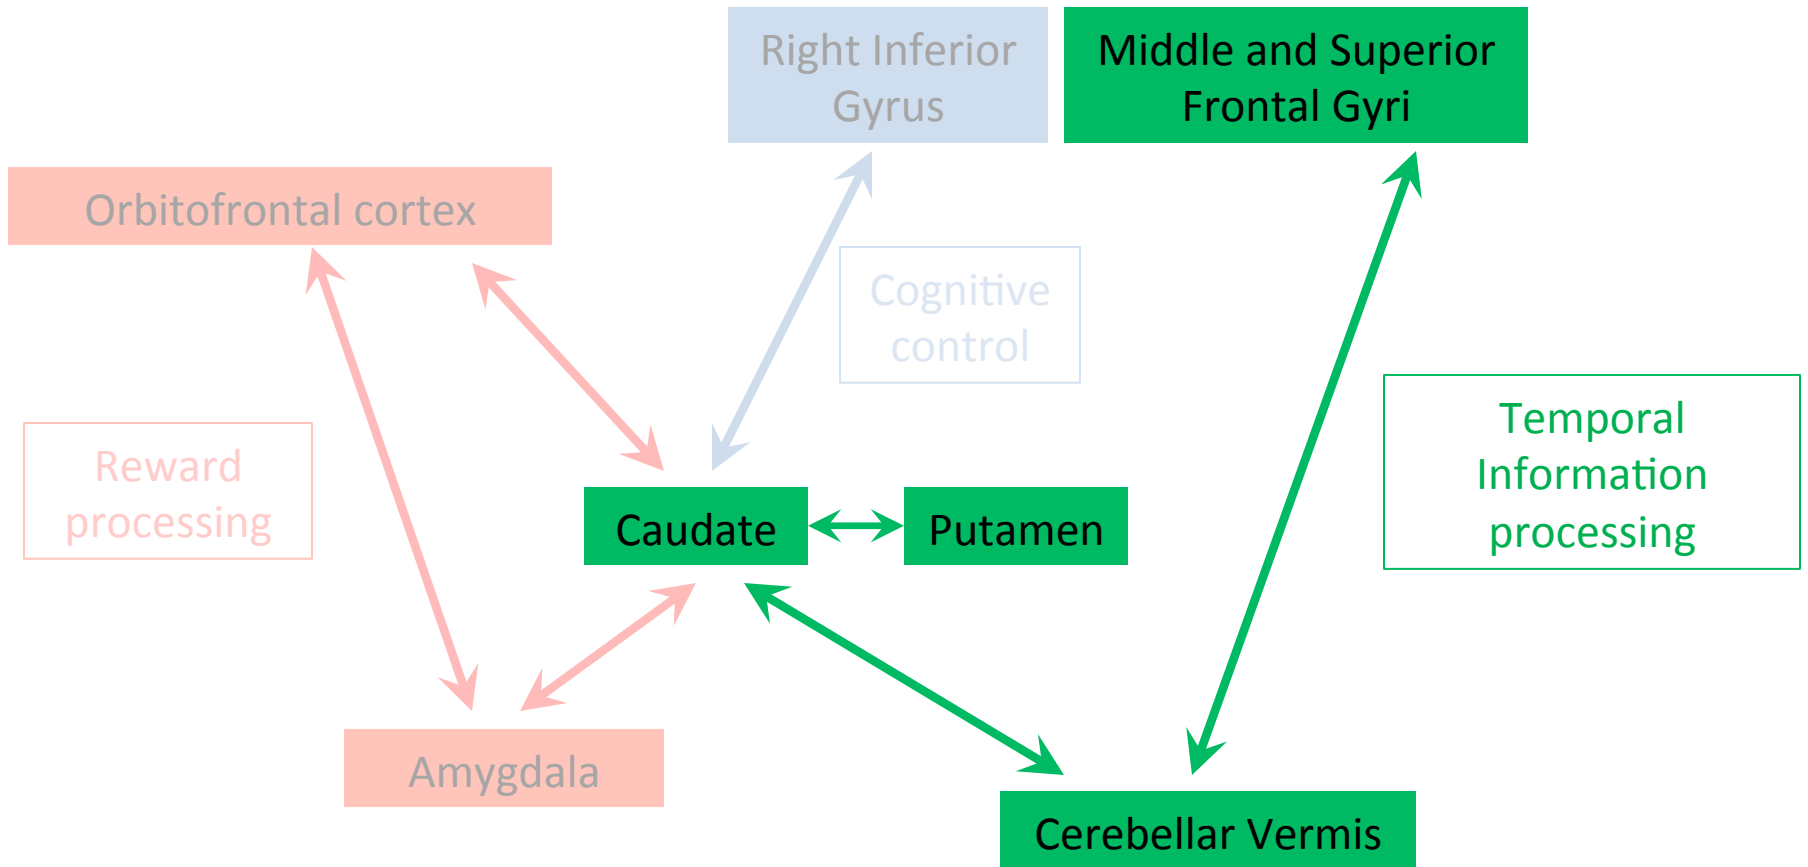 Right Inferior
Gyrus
Middle and Superior
Frontal Gyri
Orbitofrontal cortex
Cognitive
control
Reward
processing
Temporal
Information
processing
Caudate
Putamen
Amygdala
Cerebellar Vermis